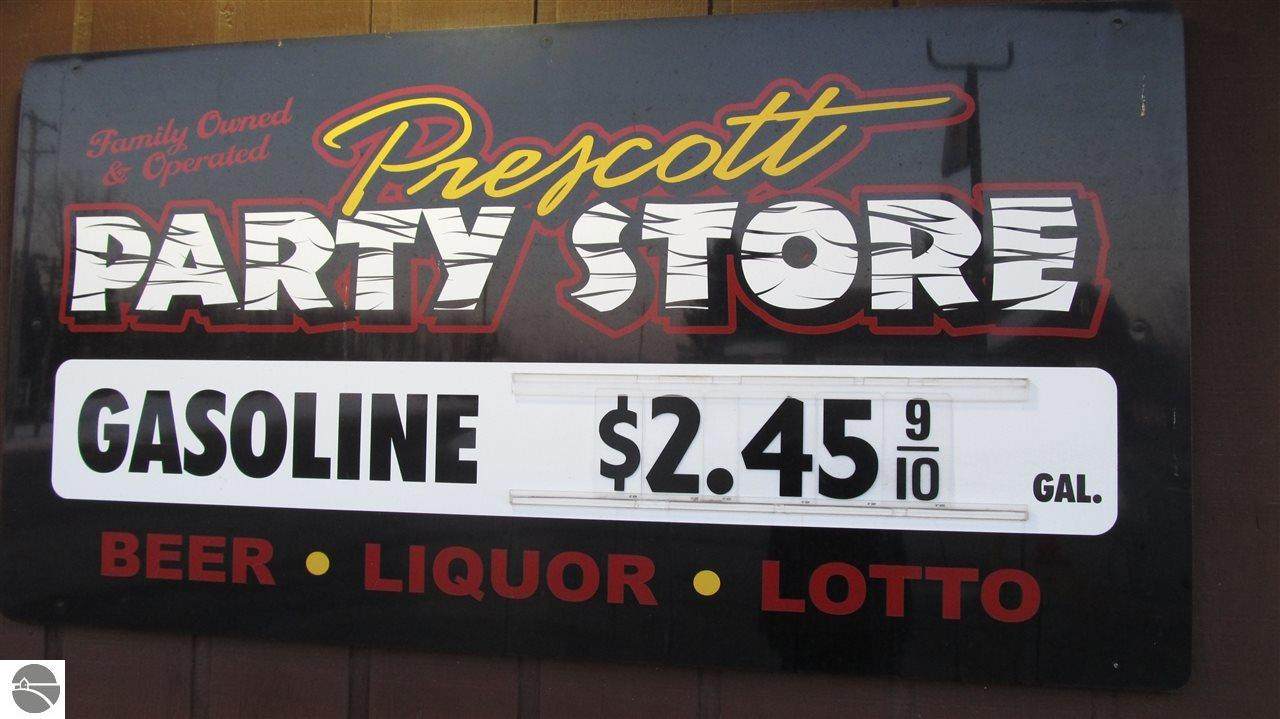 Family Owned
& Operated
Prescott
PARTY STORE
GASOLINE $2.45 9/10 GAL.
BEER • LIQUOR • LOTTO